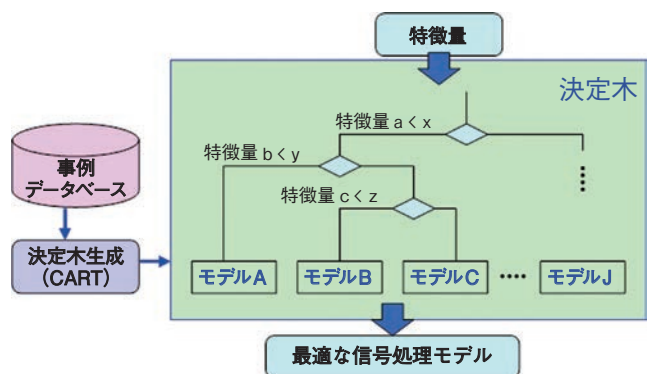 特徴量
決定木
特徴量 a<x
特徴量 b<y
特徴量 c<z
事例
データベース
決定木生成
(CART)
モデルA
モデルB
モデルC
モデルJ
最適な信号処理モデル